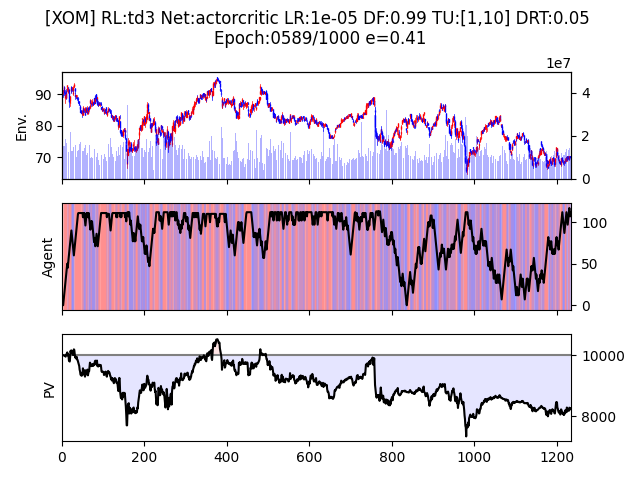 [XOM] RL:td3 Net:actorcritic LR:1e-05 DF:0.99 TU:[1,10] DRT:0.05
Epoch:0589/1000 e=0.41
1e7
Env.
90
80
70
4
2
0
Agent
100
50
0
PV
10000
8000
0 200 400 600 800 1000 1200